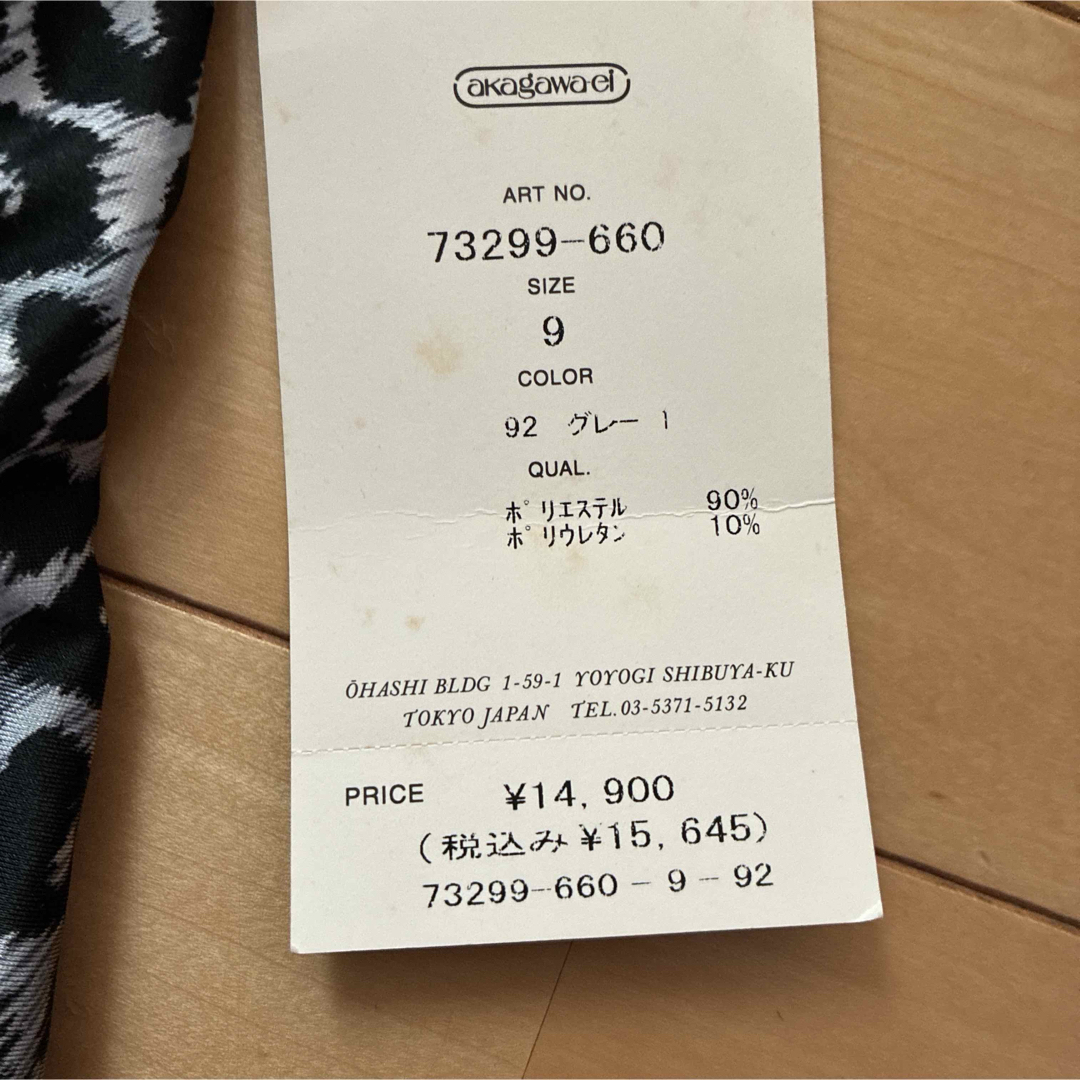 akagawa-ei
ART NO.
73299-660
SIZE
9
COLOR
92 グレー 1
QUAL.
ポリエステル 90%
ポリウレタン 10%
ŌHASHI BLDG 1-59-1 YOYOGI SHIBUYA-KU
TOKYO JAPAN TEL.03-5371-5132
PRICE ¥14,900
(税込み¥15,645)
73299-660-9-92